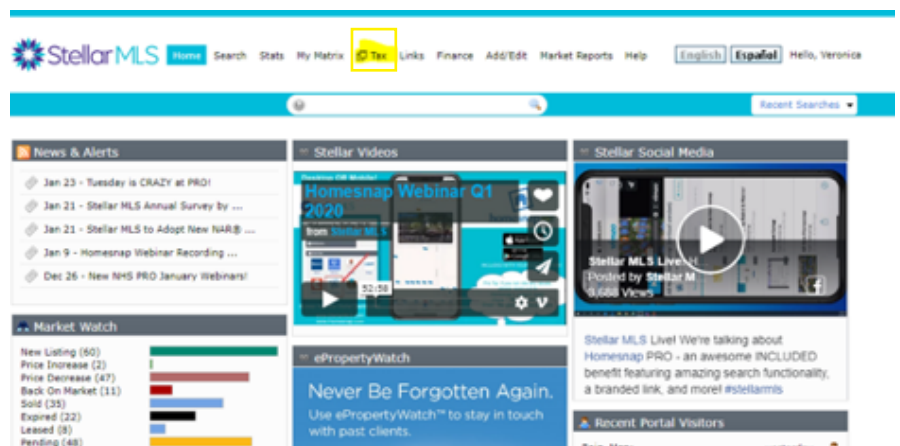 StellarMLS Home Search Stats My Matrix Tax Links Finance Add/Edit Market Reports Help English Español Hello, Veronica
Recent Searches
News & Alerts
Jan 23 - Tuesday is CRAZY at PRO!
Jan 21 - Stellar MLS Annual Survey by ...
Jan 21 - Stellar MLS to Adopt New NAR® ...
Jan 9 - Homesnap Webinar Recording ...
Dec 26 - New NHS PRO January Webinars!
Market Watch
New Listing (60)
Price Increase (2)
Price Decrease (47)
Back On Market (11)
Sold (35)
Expired (22)
Leased (8)
Pending (48)
Stellar Videos
Homesnap Webinar Q1
2020
from Stellar MLS
52:58
ePropertyWatch
Never Be Forgotten Again.
Use ePropertyWatch™ to stay in touch
with past clients.
Stellar Social Media
Stellar MLS Live! H
Posted by Stellar M
3,688 Views
Stellar MLS Live! We're talking about
Homesnap PRO - an awesome INCLUDED
benefit featuring amazing search functionality,
a branded link, and more! #stellarmls
Recent Portal Visitors